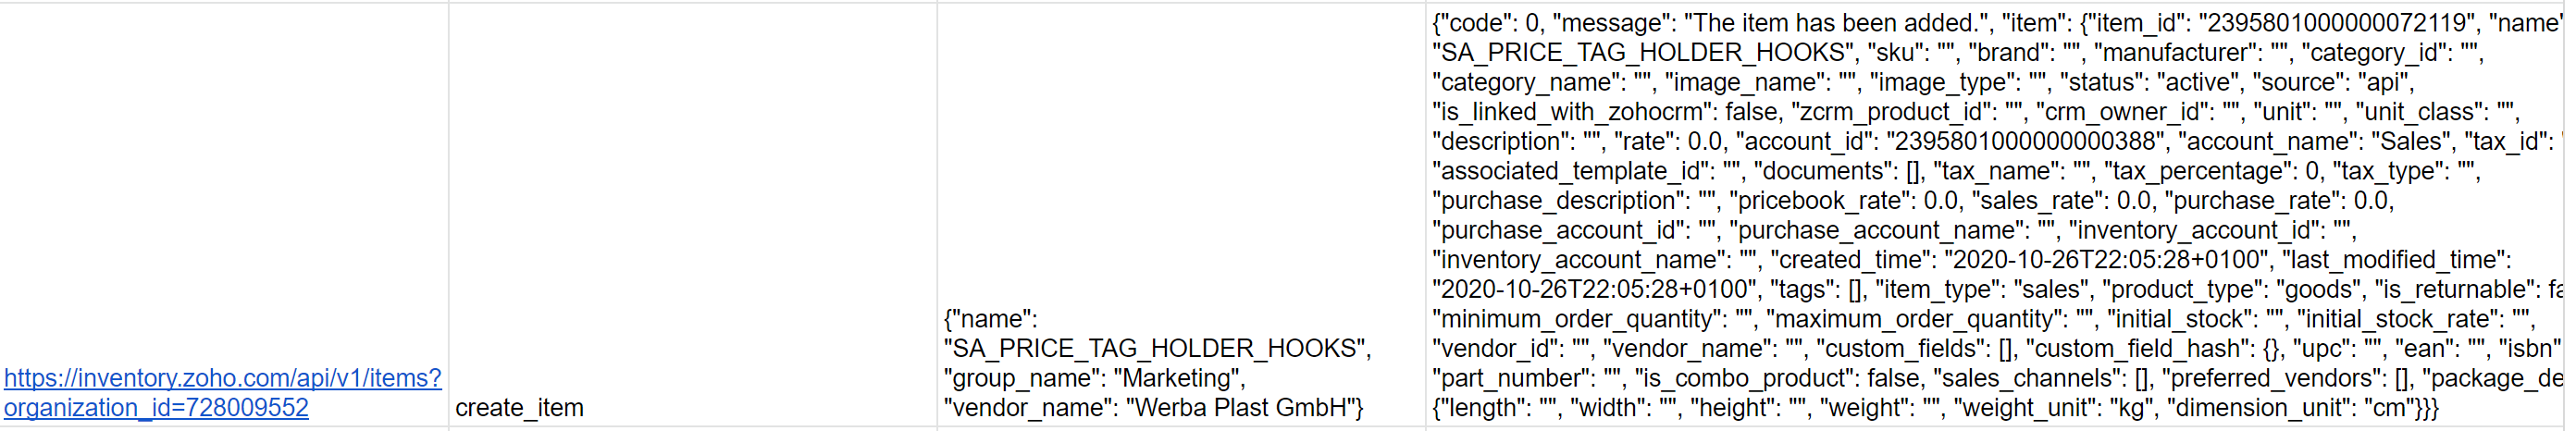 https://inventory.zoho.com/api/v1/items?
organization_id=728009552
create_item
{"name":
"SA_PRICE_TAG_HOLDER_HOOKS",
"group_name": "Marketing",
"vendor_name": "Werba Plast GmbH"}
{"code": 0, "message": "The item has been added.", "item": {"item_id": "2395801000000072119", "name"
"SA_PRICE_TAG_HOLDER_HOOKS", "sku": "", "brand": "", "manufacturer": "", "category_id": "",
"category_name": "", "image_name": "", "image_type": "", "status": "active", "source": "api",
"is_linked_with_zohocrm": false, "zcrm_product_id": "", "crm_owner_id": "", "unit": "", "unit_class": "",
"description": "", "rate": 0.0, "account_id": "2395801000000000388", "account_name": "Sales", "tax_id":
"associated_template_id": "", "documents": [], "tax_name": "", "tax_percentage": 0, "tax_type": "",
"purchase_description": "", "pricebook_rate": 0.0, "sales_rate": 0.0, "purchase_rate": 0.0,
"purchase_account_id": "", "purchase_account_name": "", "inventory_account_id": "",
"inventory_account_name": "", "created_time": "2020-10-26T22:05:28+0100", "last_modified_time":
"2020-10-26T22:05:28+0100", "tags": [], "item_type": "sales", "product_type": "goods", "is_returnable": fa
"minimum_order_quantity": "", "maximum_order_quantity": "", "initial_stock": "", "initial_stock_rate": "",
"vendor_id": "", "vendor_name": "", "custom_fields": [], "custom_field_hash": {}, "upc": "", "ean": "", "isbn"
"part_number": "", "is_combo_product": false, "sales_channels": [], "preferred_vendors": [], "package_de
{"length": "", "width": "", "height": "", "weight": "", "weight_unit": "kg", "dimension_unit": "cm"}}}